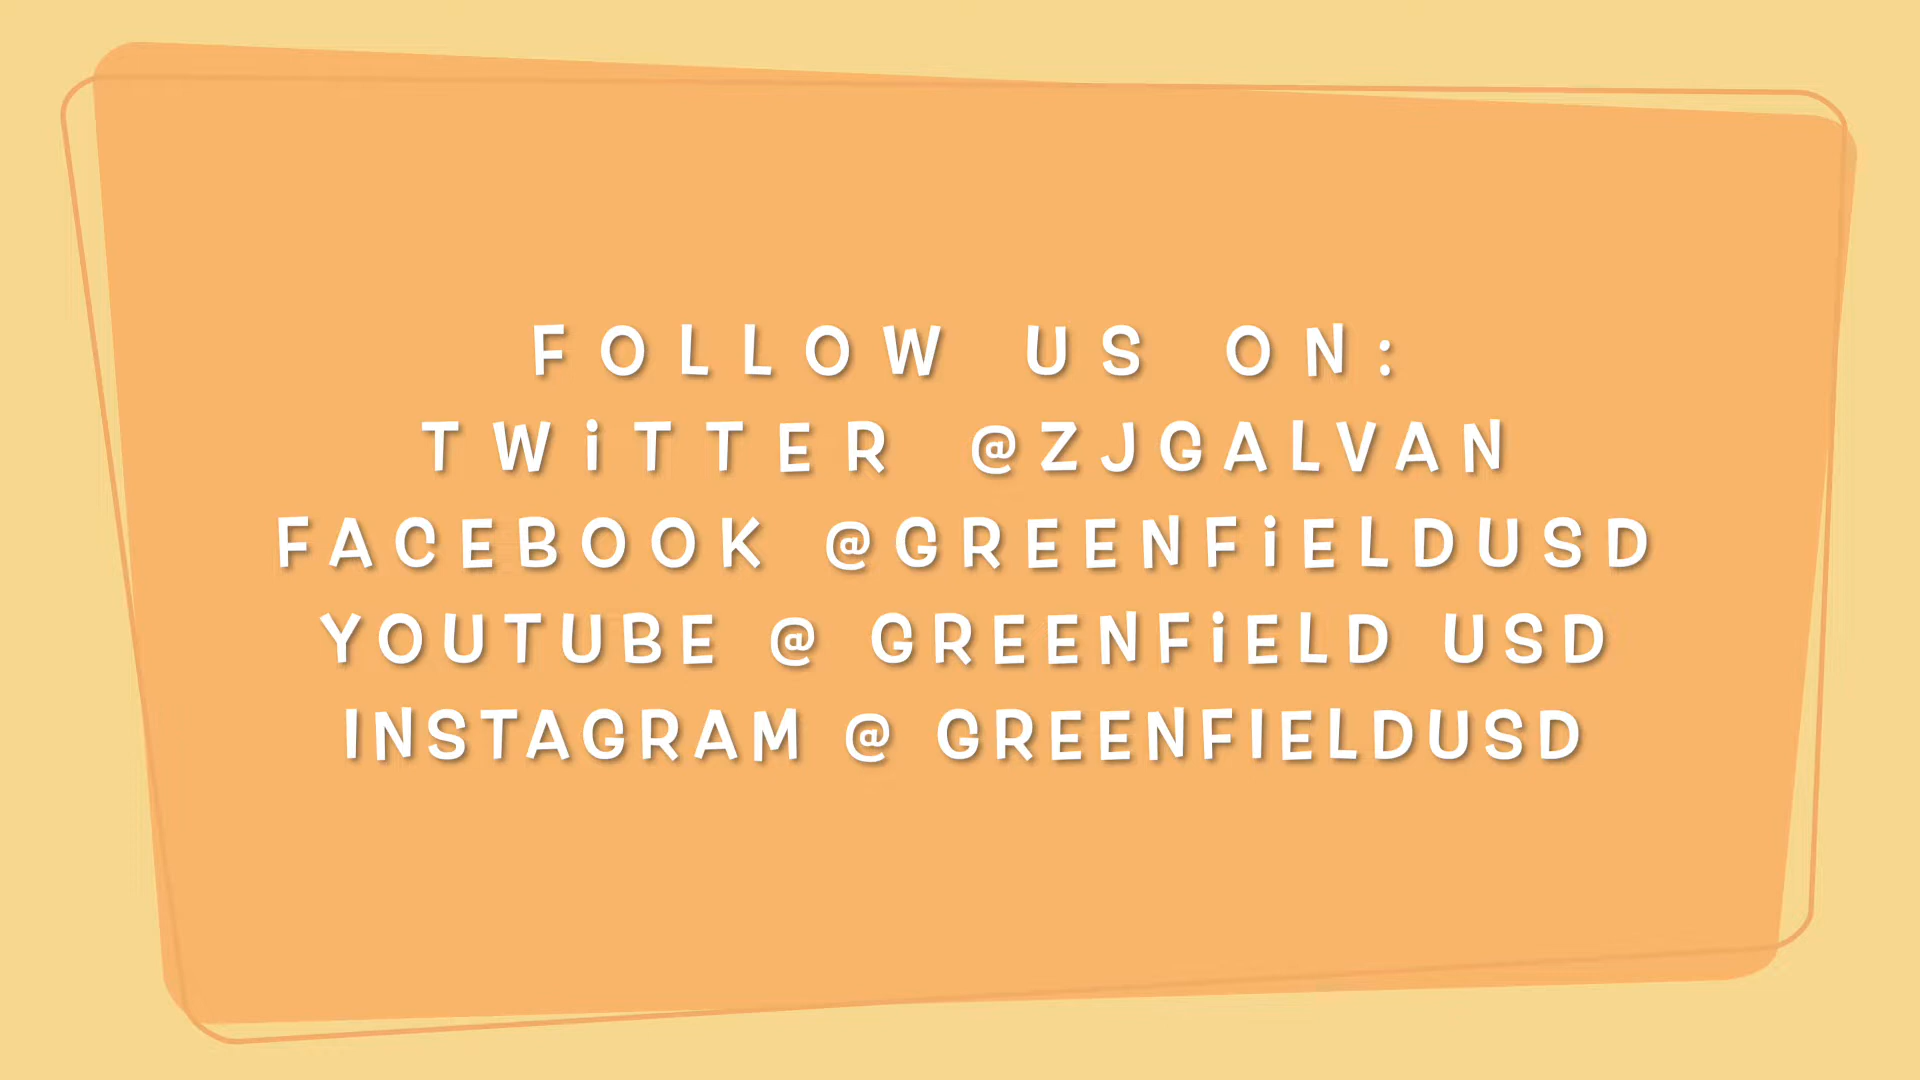 FOLLOW US ON:
TWiTTER @ZJGALVAN
FACEBOOK @GREENFiELDUSD
YOUTUBE @ GREENFiELD USD
INSTAGRAM @ GREENFIELDUSD